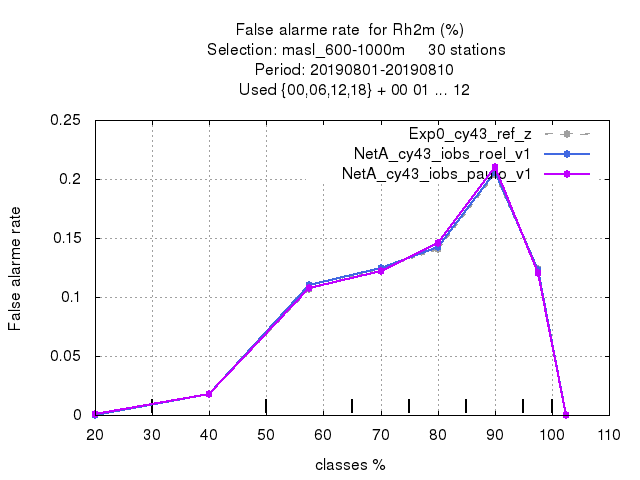 False alarme rate  for Rh2m (%)
Selection: masl_600-1000m     30 stations
Period: 20190801-20190810
Used {00,06,12,18} + 00 01 ... 12
Exp0_cy43_ref_z
NetA_cy43_iobs_roel_v1
NetA_cy43_iobs_paulo_v1
False alarme rate
0.25
0.2
0.15
0.1
0.05
0
20 30 40 50 60 70 80 90 100 110
classes %